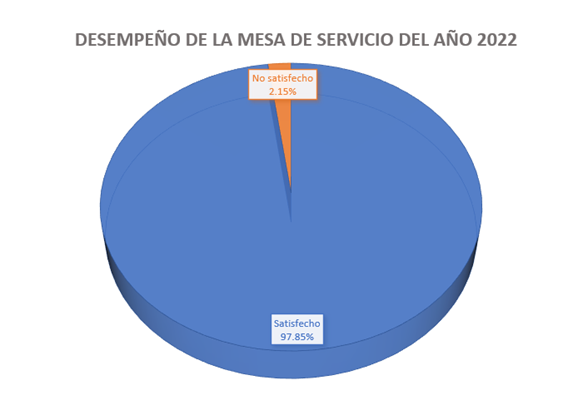 DESEMPEÑO DE LA MESA DE SERVICIO DEL AÑO 2022
No satisfecho
2.15%
Satisfecho
97.85%